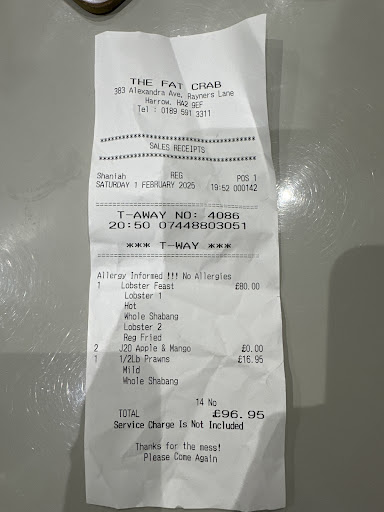 THE FAT CRAB
383 Alexandra Ave, Rayners Lane
Harrow, HA2 9EF
Tel : 0189 591 3311
************************************
SALES RECEIPTS
************************************
Shaniah REG POS 1
SATURDAY 1 FEBRUARY 2025 19:52 000142
====================================
T-AWAY NO: 4086
20:50 07448803051
*** T-WAY ***
====================================
Allergy Informed !!! No Allergies
1 Lobster Feast £80.00
Lobster 1
Hot
Whole Shabang
Lobster 2
Reg Fried
2 J2O Apple & Mango £0.00
1 1/2Lb Prawns £16.95
Mild
Whole Shabang
14 No
TOTAL £96.95
Service Charge Is Not Included
Thanks for the mess!
Please Come Again